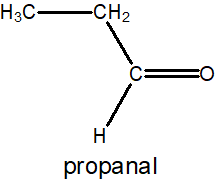 H₃C CH₂
C O
H
propanal